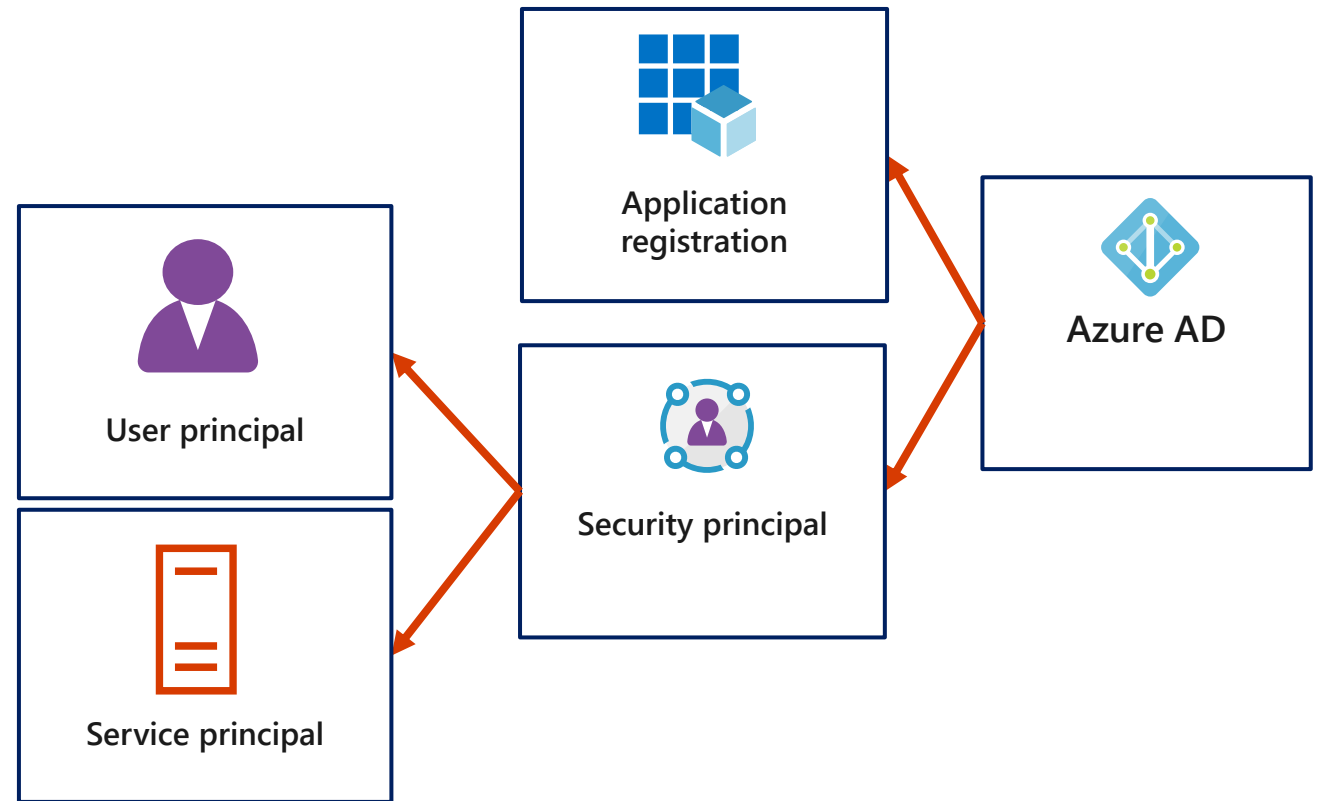 Application
registration
Azure AD
User principal
Security principal
Service principal